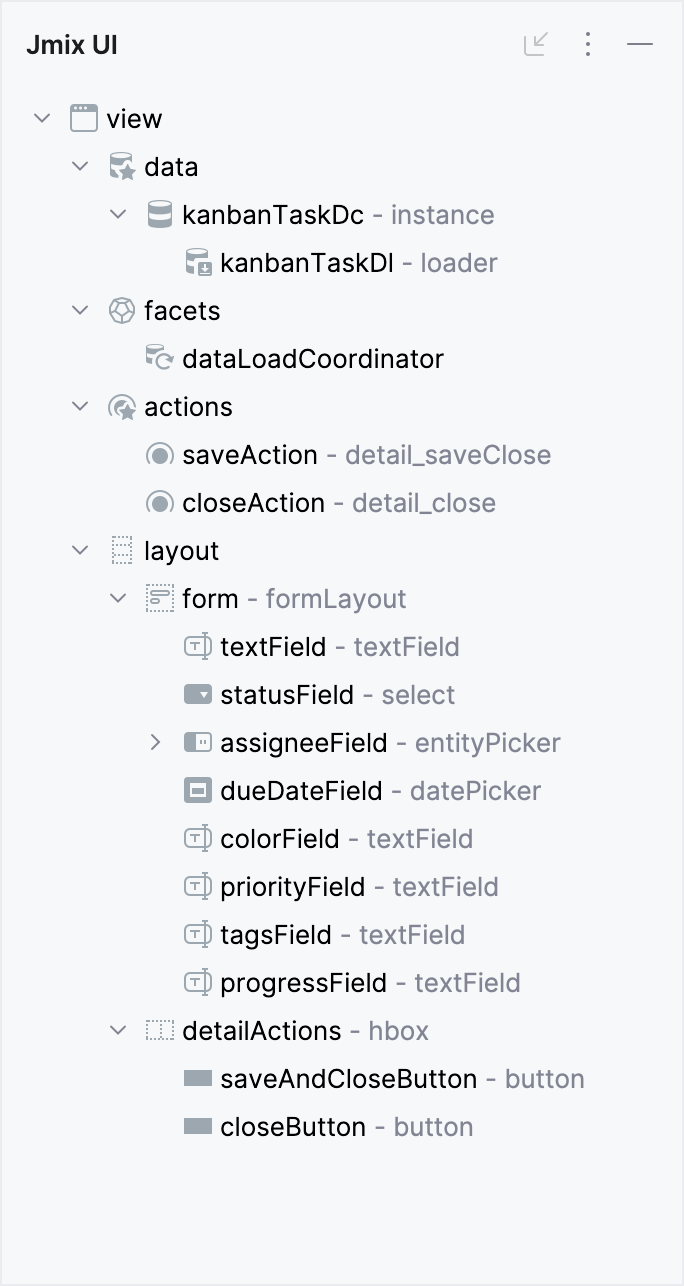 Jmix UI
view
data
kanbanTaskDc - instance
kanbanTaskDl - loader
facets
dataLoadCoordinator
actions
saveAction - detail_saveClose
closeAction - detail_close
layout
form - formLayout
textField - textField
statusField - select
assigneeField - entityPicker
dueDateField - datePicker
colorField - textField
priorityField - textField
tagsField - textField
progressField - textField
detailActions - hbox
saveAndCloseButton - button
closeButton - button